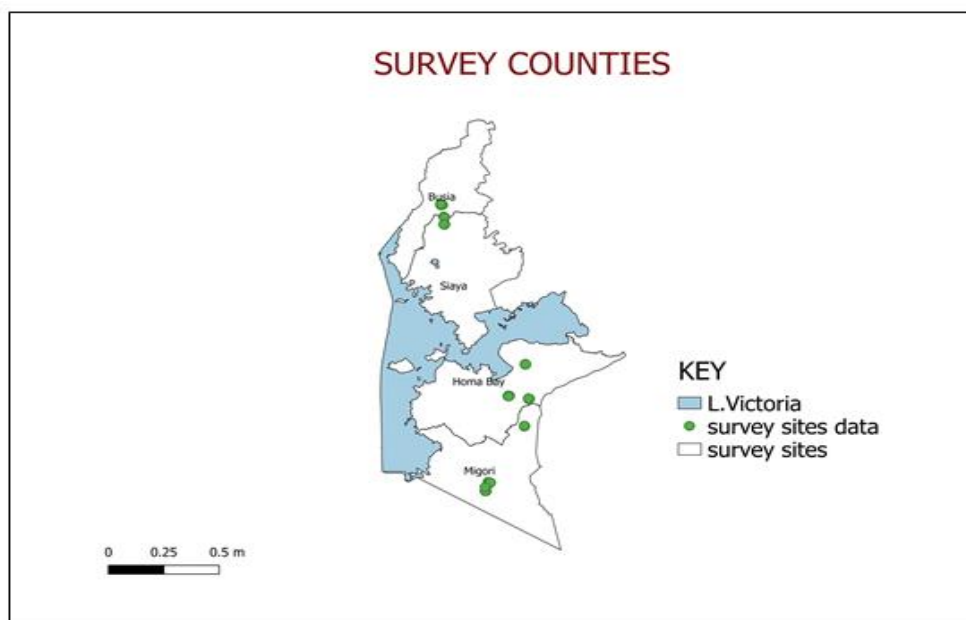 SURVEY COUNTIES
Busia
Siaya
Homa Bay
Migori
KEY
L.Victoria
survey sites data
survey sites
0 0.25 0.5 m